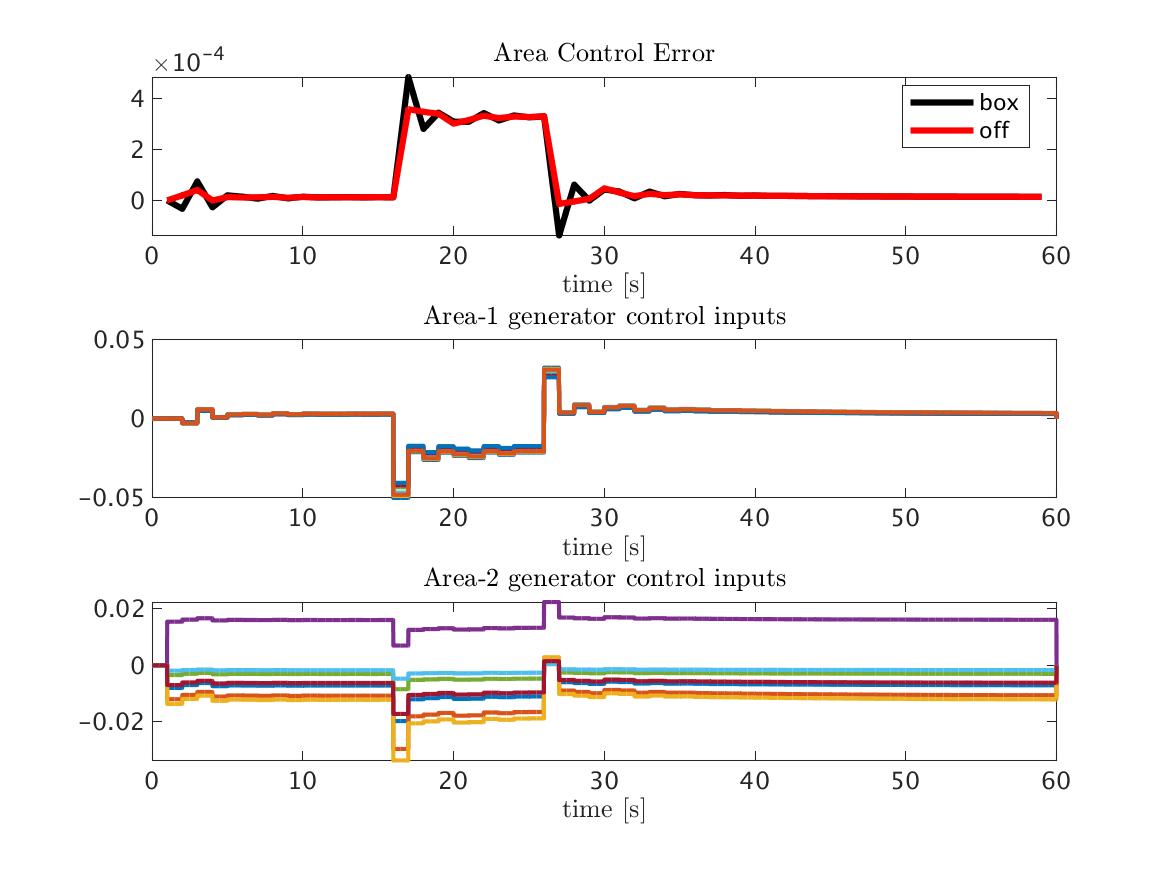 Area Control Error
×10⁻⁴
4
2
0
box
off
0 10 20 30 40 50 60
time [s]
Area-1 generator control inputs
0.05
0
−0.05
0 10 20 30 40 50 60
time [s]
Area-2 generator control inputs
0.02
0
−0.02
0 10 20 30 40 50 60
time [s]